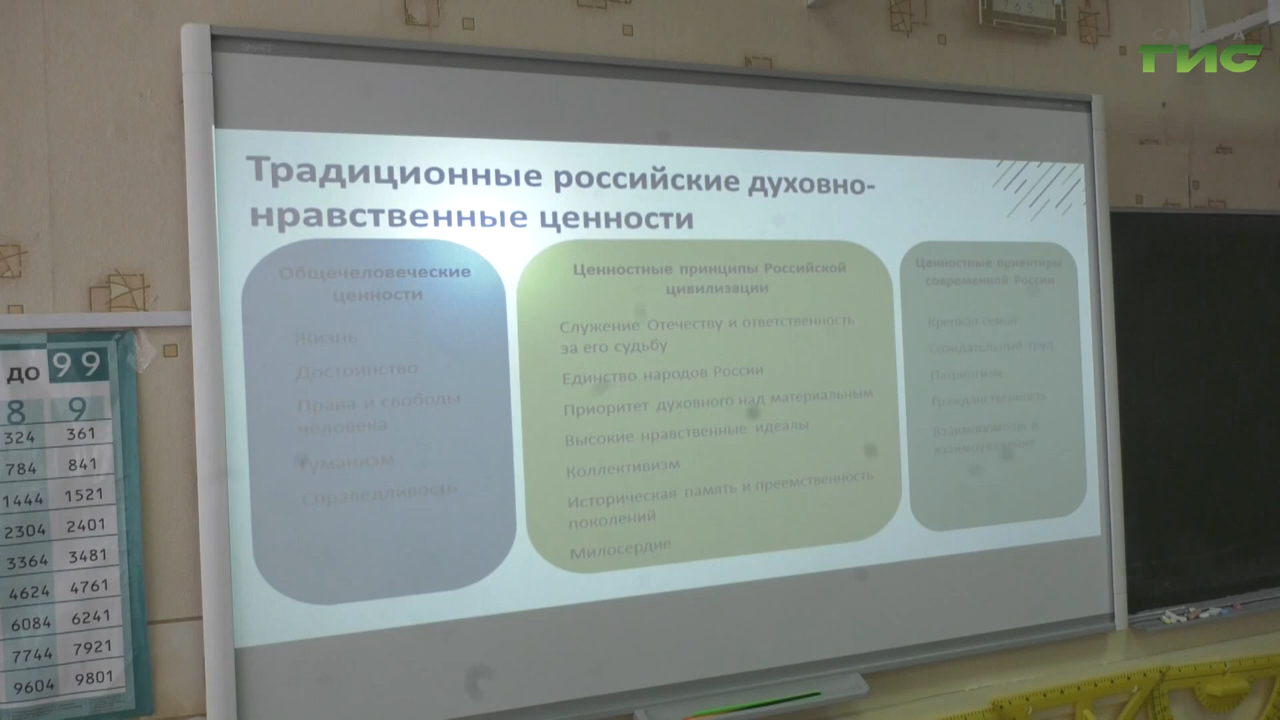 САМАРА
ГИС
Традиционные российские духовно-
нравственные ценности
Общечеловеческие
ценности
Жизнь
Достоинство
Права и свободы
человека
Гуманизм
Справедливость
Ценностные принципы Российской
цивилизации
Служение Отечеству и ответственность
за его судьбу
Единство народов России
Приоритет духовного над материальным
Высокие нравственные идеалы
Коллективизм
Историческая память и преемственность
поколений
Милосердие
Ценностные ориентиры
современной России
Крепкая семья
Созидательный труд
Патриотизм
Гражданственность
Взаимопомощь и
взаимоуважение
до 99
8 9
324 361
784 841
1444 1521
2304 2401
3364 3481
4624 4761
6084 6241
7744 7921
9604 9801